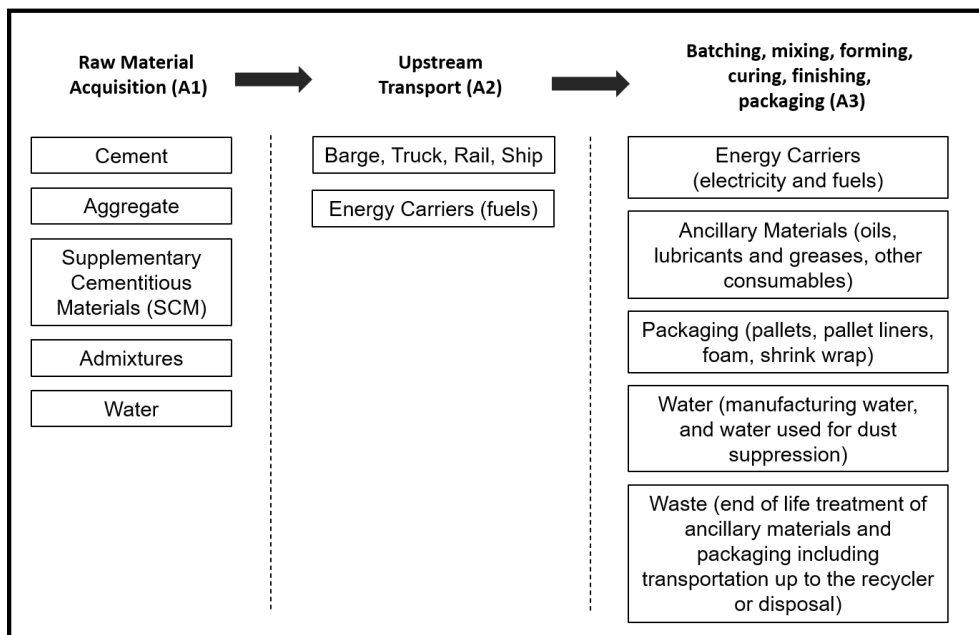 Raw Material
Acquisition (A1)
Upstream
Transport (A2)
Batching, mixing, forming,
curing, finishing,
packaging (A3)
Cement
Aggregate
Supplementary
Cementitious
Materials (SCM)
Admixtures
Water
Barge, Truck, Rail, Ship
Energy Carriers (fuels)
Energy Carriers
(electricity and fuels)
Ancillary Materials (oils,
lubricants and greases, other
consumables)
Packaging (pallets, pallet liners,
foam, shrink wrap)
Water (manufacturing water,
and water used for dust
suppression)
Waste (end of life treatment of
ancillary materials and
packaging including
transportation up to the recycler
or disposal)